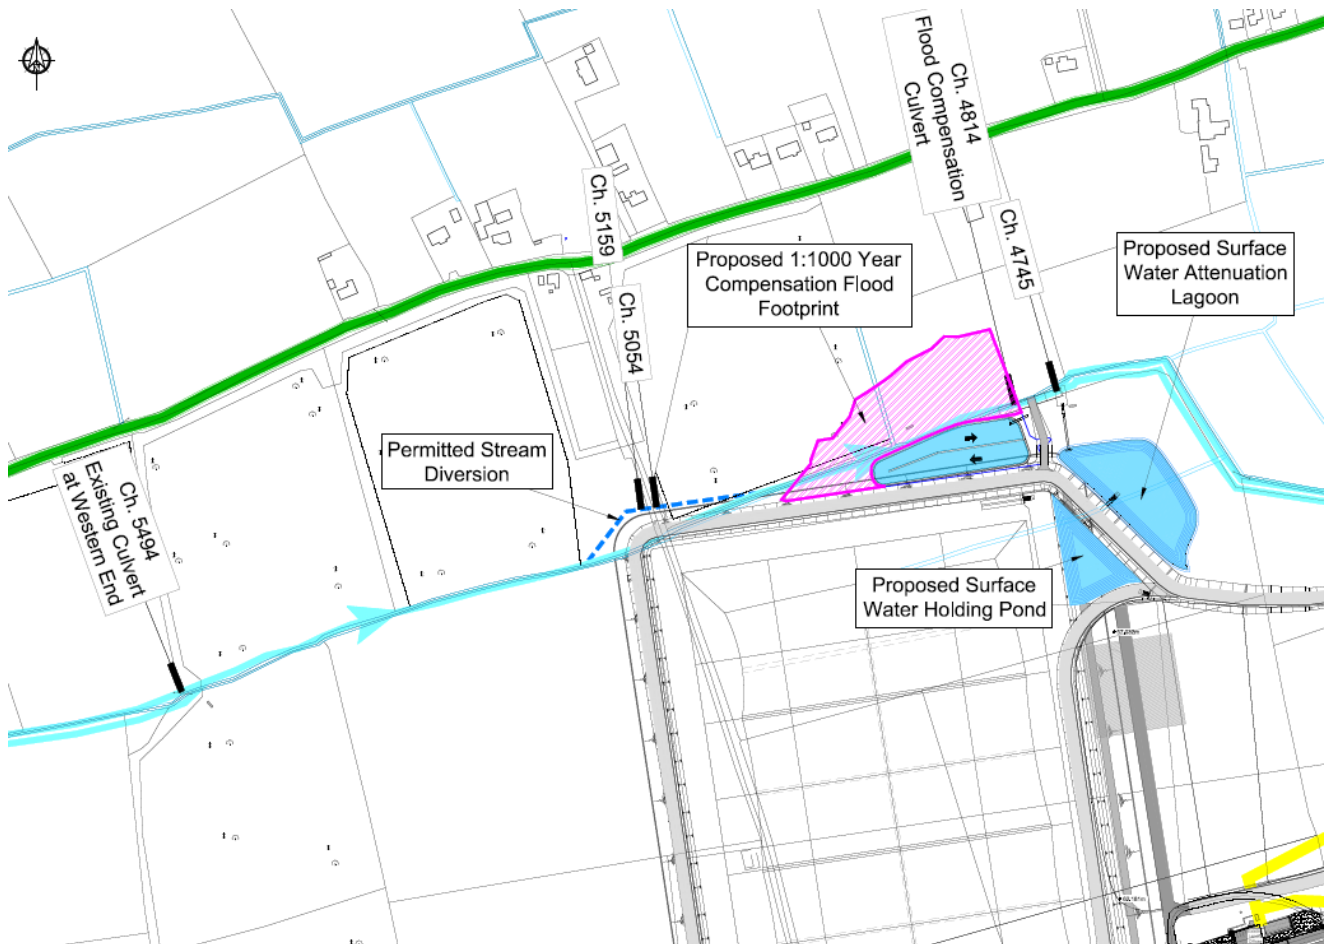 Ch. 4814
Flood Compensation
Culvert
Ch. 5159
Ch. 4745
Proposed 1:1000 Year
Compensation Flood
Footprint
Proposed Surface
Water Attenuation
Lagoon
Ch. 5054
Permitted Stream
Diversion
Ch. 5494
Existing Culvert
at Western End
Proposed Surface
Water Holding Pond